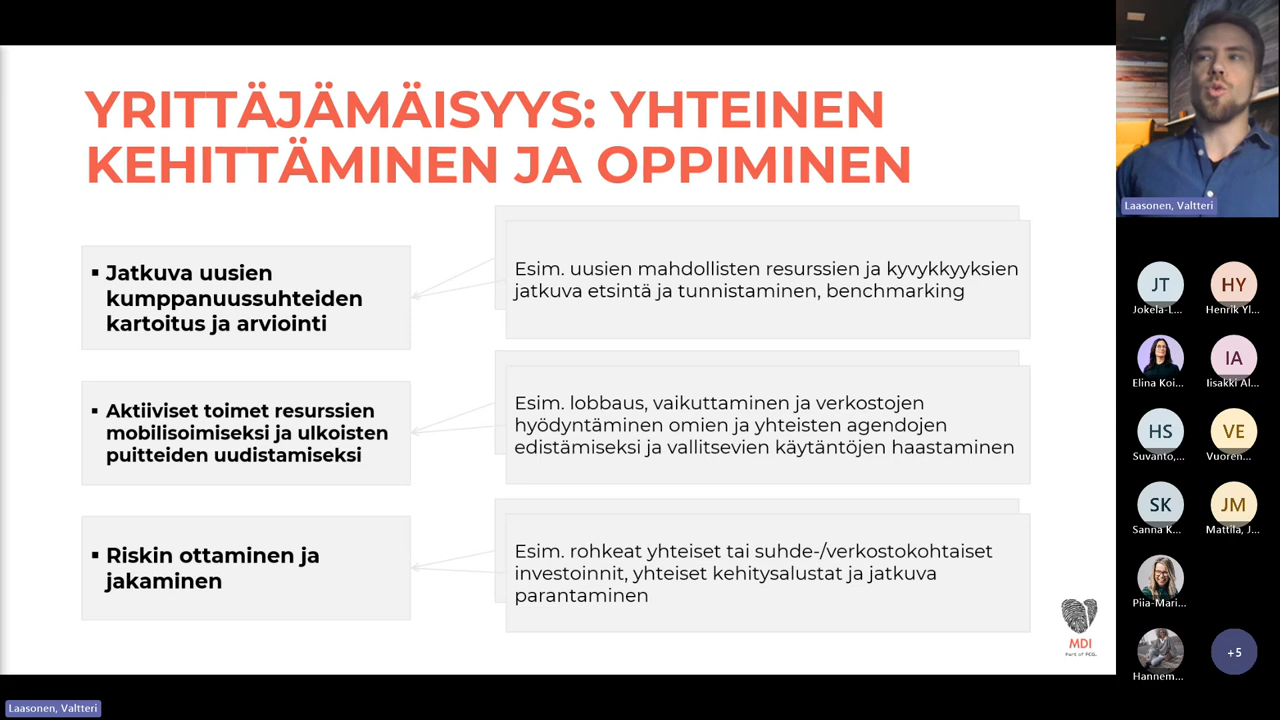 YRITTÄJÄMÄISYYS: YHTEINEN
KEHITTÄMINEN JA OPPIMINEN
▪ Jatkuva uusien
kumppanuussuhteiden
kartoitus ja arviointi
Esim. uusien mahdollisten resurssien ja kyvykkyyksien
jatkuva etsintä ja tunnistaminen, benchmarking
▪ Aktiiviset toimet resurssien
mobilisoimiseksi ja ulkoisten
puitteiden uudistamiseksi
Esim. lobbaus, vaikuttaminen ja verkostojen
hyödyntäminen omien ja yhteisten agendojen
edistämiseksi ja vallitsevien käytäntöjen haastaminen
▪ Riskin ottaminen ja
jakaminen
Esim. rohkeat yhteiset tai suhde-/verkostokohtaiset
investoinnit, yhteiset kehitysalustat ja jatkuva
parantaminen
MDI
Part of FCG.
Laasonen, Valtteri
JT
Jokela-L...
HY
Henrik Yl...
Elina Koi...
IA
Iisakki Al...
HS
Suvanto,...
VE
Vuoren...
SK
Sanna K...
JM
Mattila, J...
Piia-Mari...
Hannem...
+5
Laasonen, Valtteri